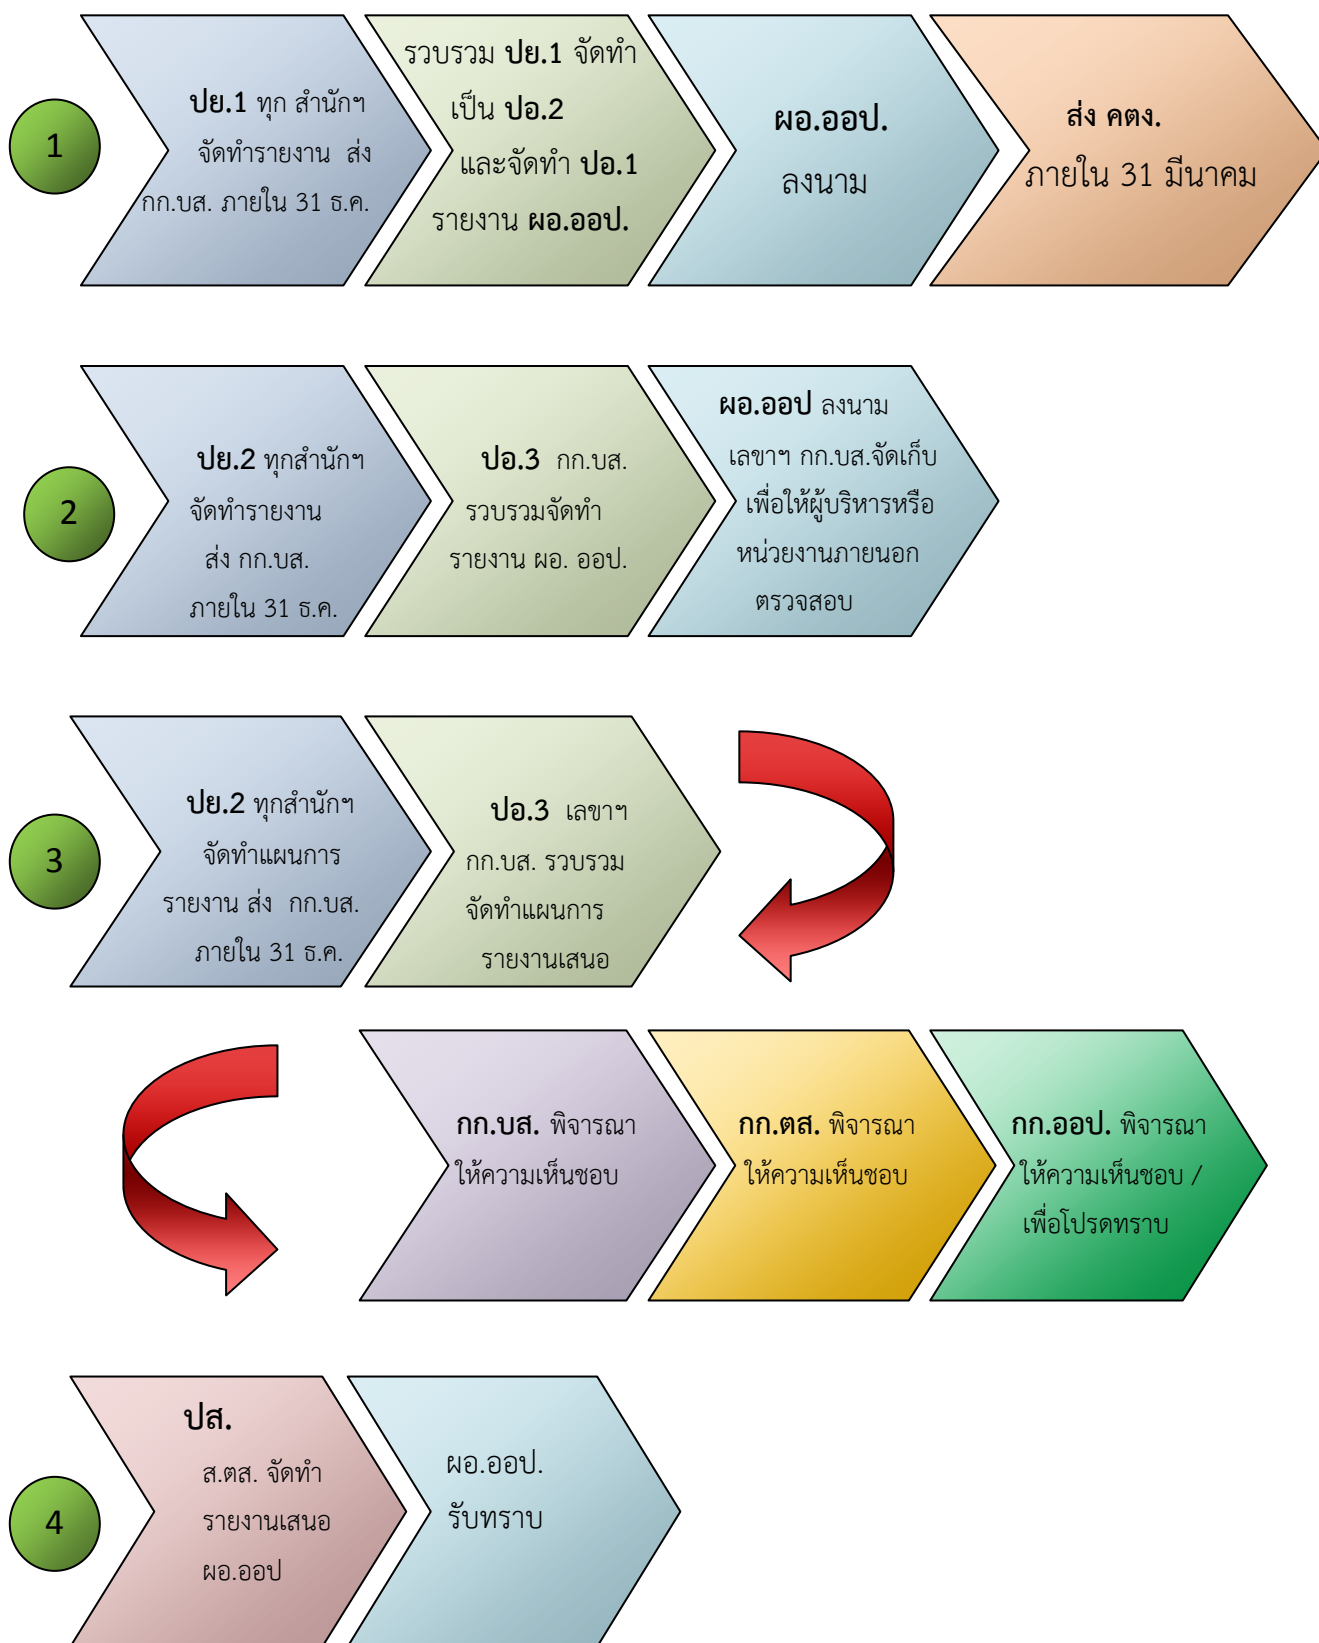 1
ปย.1 ทุก สำนักฯ
จัดทำรายงาน ส่ง
กก.บส. ภายใน 31 ธ.ค.
รวบรวม ปย.1 จัดทำ
เป็น ปอ.2
และจัดทำ ปอ.1
รายงาน ผอ.ออป.
ผอ.ออป.
ลงนาม
ส่ง คตง.
ภายใน 31 มีนาคม
2
ปย.2 ทุกสำนักฯ
จัดทำรายงาน
ส่ง กก.บส.
ภายใน 31 ธ.ค.
ปอ.3 กก.บส.
รวบรวมจัดทำ
รายงาน ผอ. ออป.
ผอ.ออป ลงนาม
เลขาฯ กก.บส.จัดเก็บ
เพื่อให้ผู้บริหารหรือ
หน่วยงานภายนอก
ตรวจสอบ
3
ปย.2 ทุกสำนักฯ
จัดทำแผนการ
รายงาน ส่ง กก.บส.
ภายใน 31 ธ.ค.
ปอ.3 เลขาฯ
กก.บส. รวบรวม
จัดทำแผนการ
รายงานเสนอ
กก.บส. พิจารณา
ให้ความเห็นชอบ
กก.ตส. พิจารณา
ให้ความเห็นชอบ
กก.ออป. พิจารณา
ให้ความเห็นชอบ /
เพื่อโปรดทราบ
4
ปส.
ส.ตส. จัดทำ
รายงานเสนอ
ผอ.ออป
ผอ.ออป.
รับทราบ